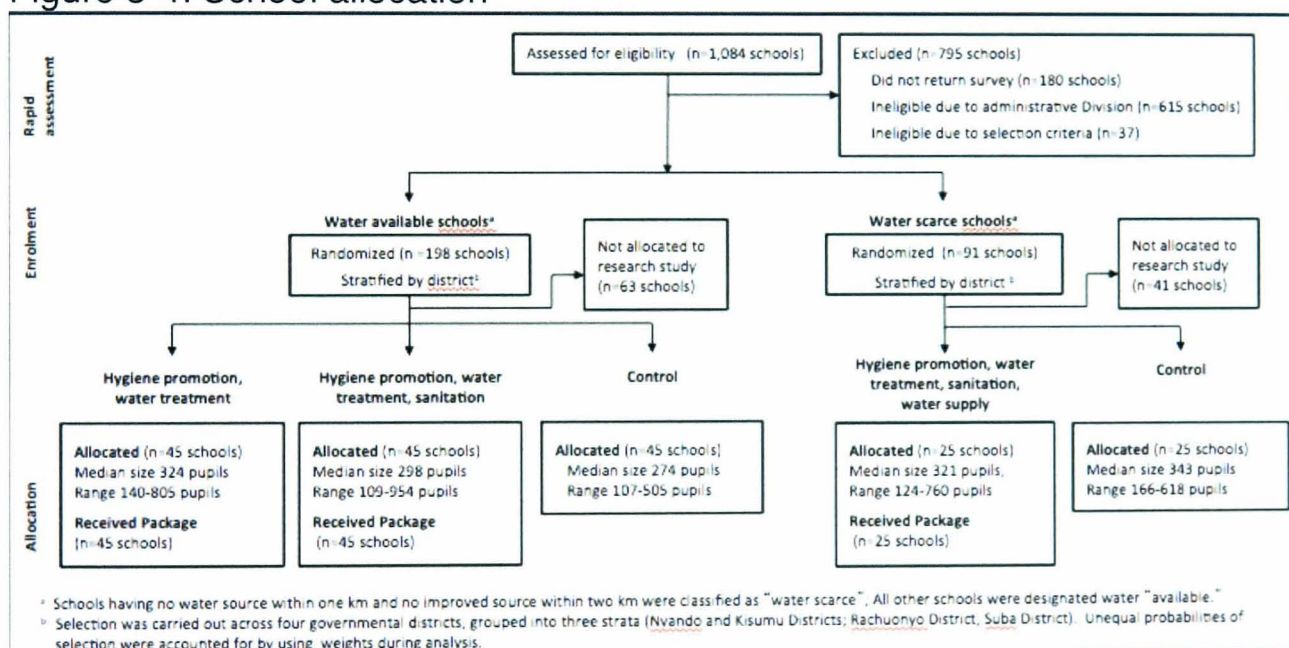 Figure 3-4. School allocation
Rapid
assessment
Assessed for eligibility (n=1,084 schools)
Excluded (n=795 schools)
Did not return survey (n=180 schools)
Ineligible due to administrative Division (n=615 schools)
Ineligible due to selection criteria (n=37)
Enrolment
Water available schoolsᵃ
Randomized (n =198 schools)
Stratified by districtᵇ
Not allocated to
research study
(n=63 schools)
Water scarce schoolsᵃ
Randomized (n=91 schools)
Stratified by district ᵇ
Not allocated to
research study
(n=41 schools)
Allocation
Hygiene promotion,
water treatment
Allocated (n=45 schools)
Median size 324 pupils
Range 140-805 pupils
Received Package
(n=45 schools)
Hygiene promotion, water
treatment, sanitation
Allocated (n=45 schools)
Median size 298 pupils
Range 109-954 pupils
Received Package
(n=45 schools)
Control
Allocated (n=45 schools)
Median size 274 pupils
Range 107-505 pupils
Hygiene promotion, water
treatment, sanitation,
water supply
Allocated (n=25 schools)
Median size 321 pupils,
Range 124-760 pupils
Received Package
(n=25 schools)
Control
Allocated (n=25 schools)
Median size 343 pupils
Range 166-618 pupils
ᵃ Schools having no water source within one km and no improved source within two km were classified as "water scarce", All other schools were designated water "available."
ᵇ Selection was carried out across four governmental districts, grouped into three strata (Nyando and Kisumu Districts; Rachuonyo District, Suba District). Unequal probabilities of
selection were accounted for by using weights during analysis.